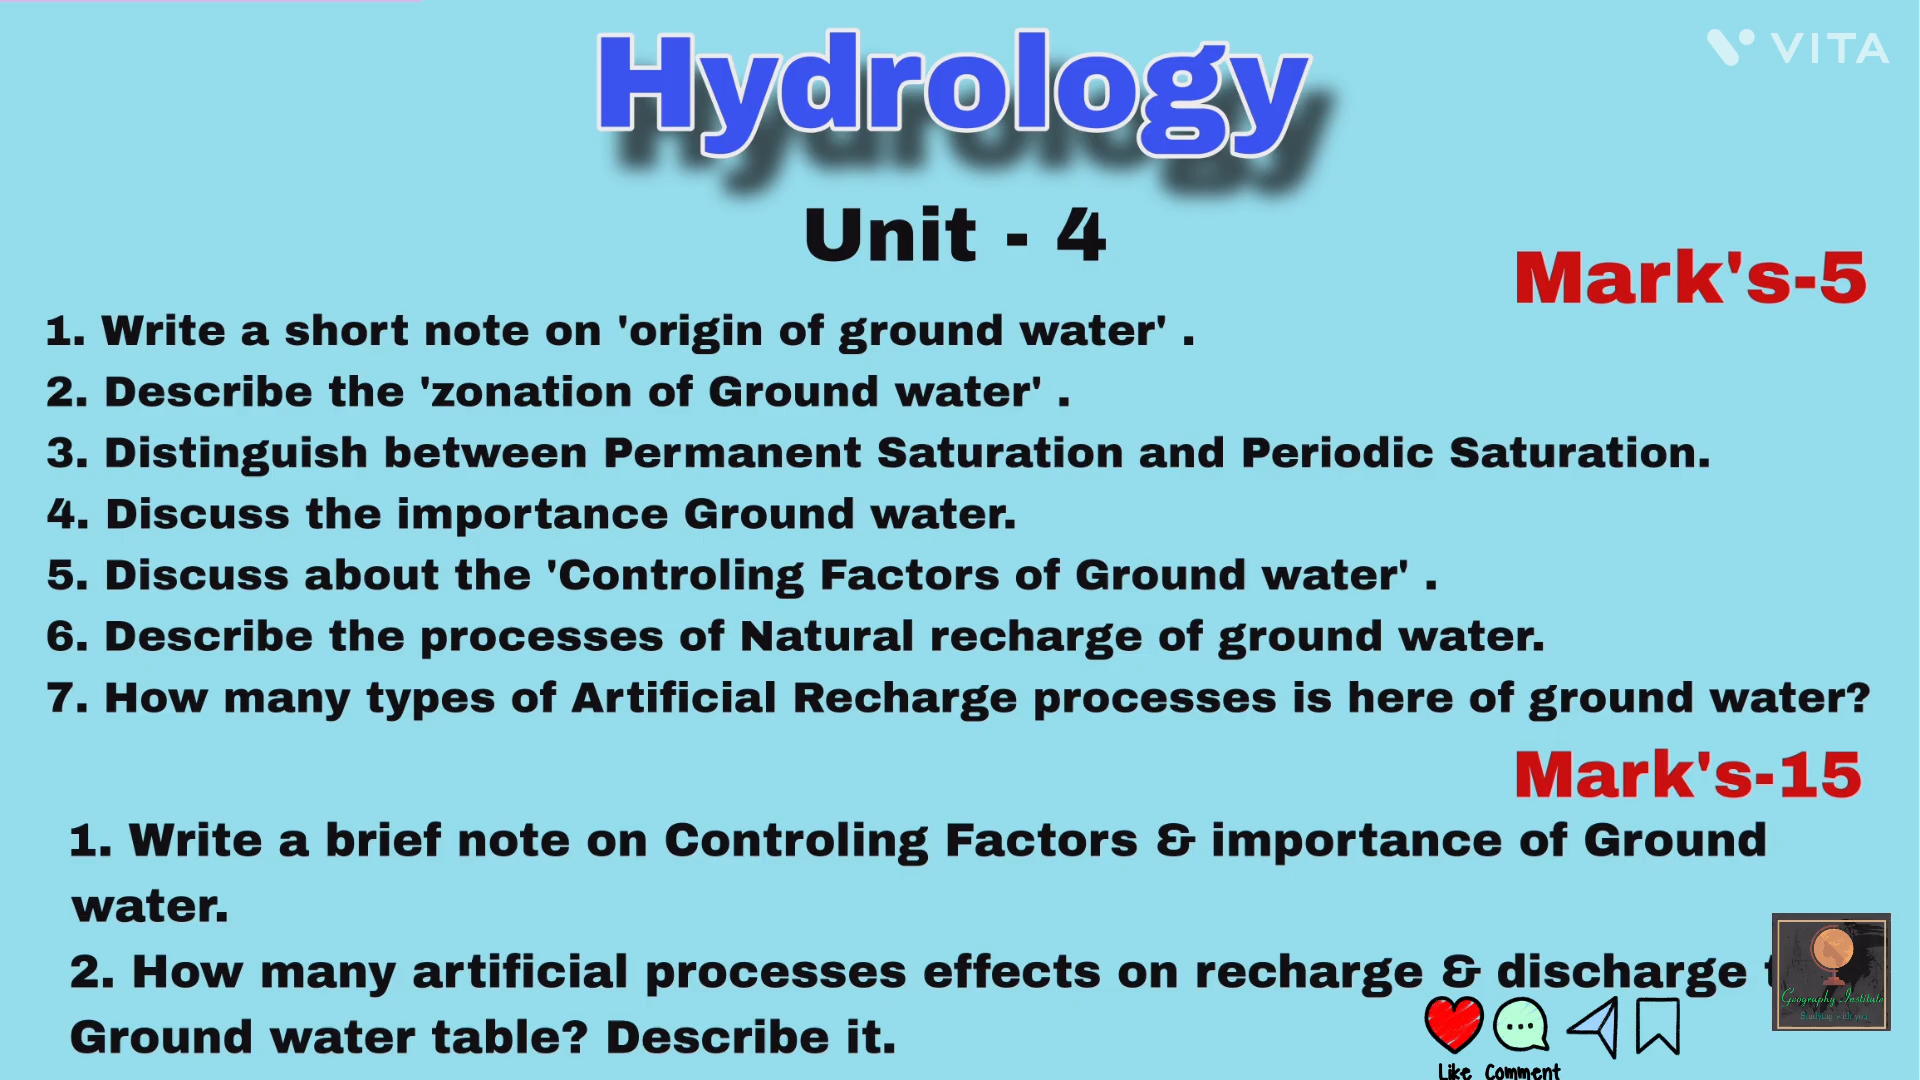 VITA
Hydrology
Unit - 4
Mark's-5
1. Write a short note on 'origin of ground water' .
2. Describe the 'zonation of Ground water' .
3. Distinguish between Permanent Saturation and Periodic Saturation.
4. Discuss the importance Ground water.
5. Discuss about the 'Controling Factors of Ground water' .
6. Describe the processes of Natural recharge of ground water.
7. How many types of Artificial Recharge processes is here of ground water?
Mark's-15
1. Write a brief note on Controling Factors & importance of Ground
water.
2. How many artificial processes effects on recharge & discharge
Ground water table? Describe it.
Geography Institute
Studying with you
Like Comment